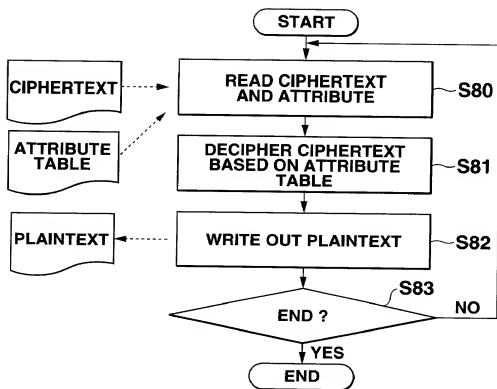 START
CIPHERTEXT
READ CIPHERTEXT
AND ATTRIBUTE
S80
ATTRIBUTE
TABLE
DECIPHER CIPHERTEXT
BASED ON ATTRIBUTE
TABLE
S81
PLAINTEXT
WRITE OUT PLAINTEXT
S82
S83
END ?
NO
YES
END